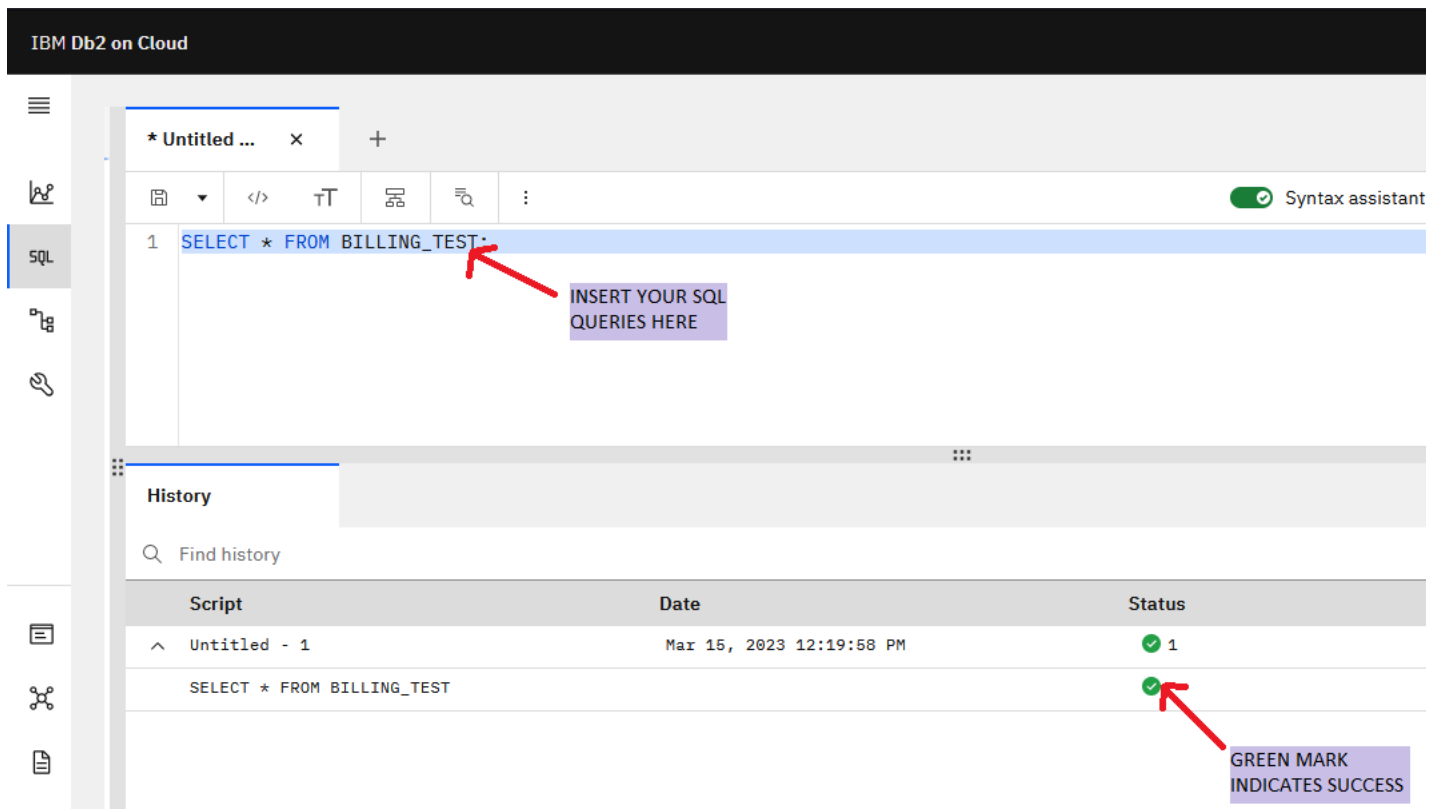 IBM Db2 on Cloud
* Untitled ...
Syntax assistant
SQL
1 SELECT * FROM BILLING_TEST;
INSERT YOUR SQL
QUERIES HERE
History
Find history
Script Date Status
Untitled - 1 Mar 15, 2023 12:19:58 PM 1
SELECT * FROM BILLING_TEST
GREEN MARK
INDICATES SUCCESS